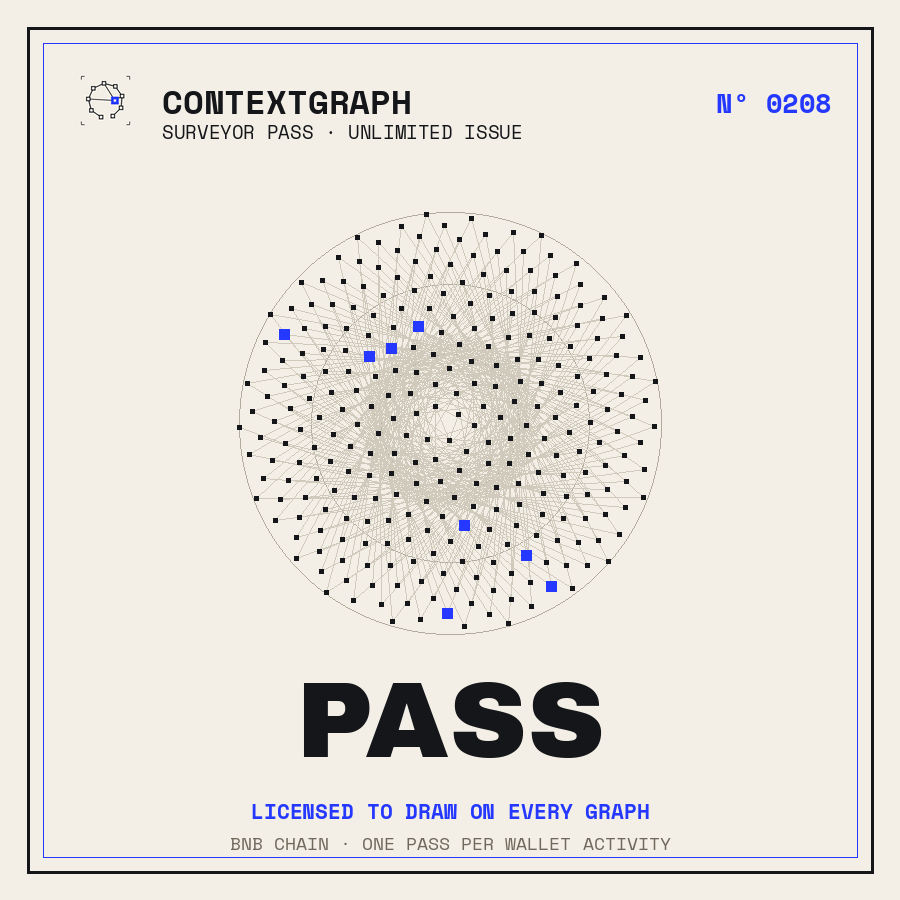 CONTEXTGRAPH
N° 0208
SURVEYOR PASS · UNLIMITED ISSUE
PASS
LICENSED TO DRAW ON EVERY GRAPH
BNB CHAIN · ONE PASS PER WALLET ACTIVITY